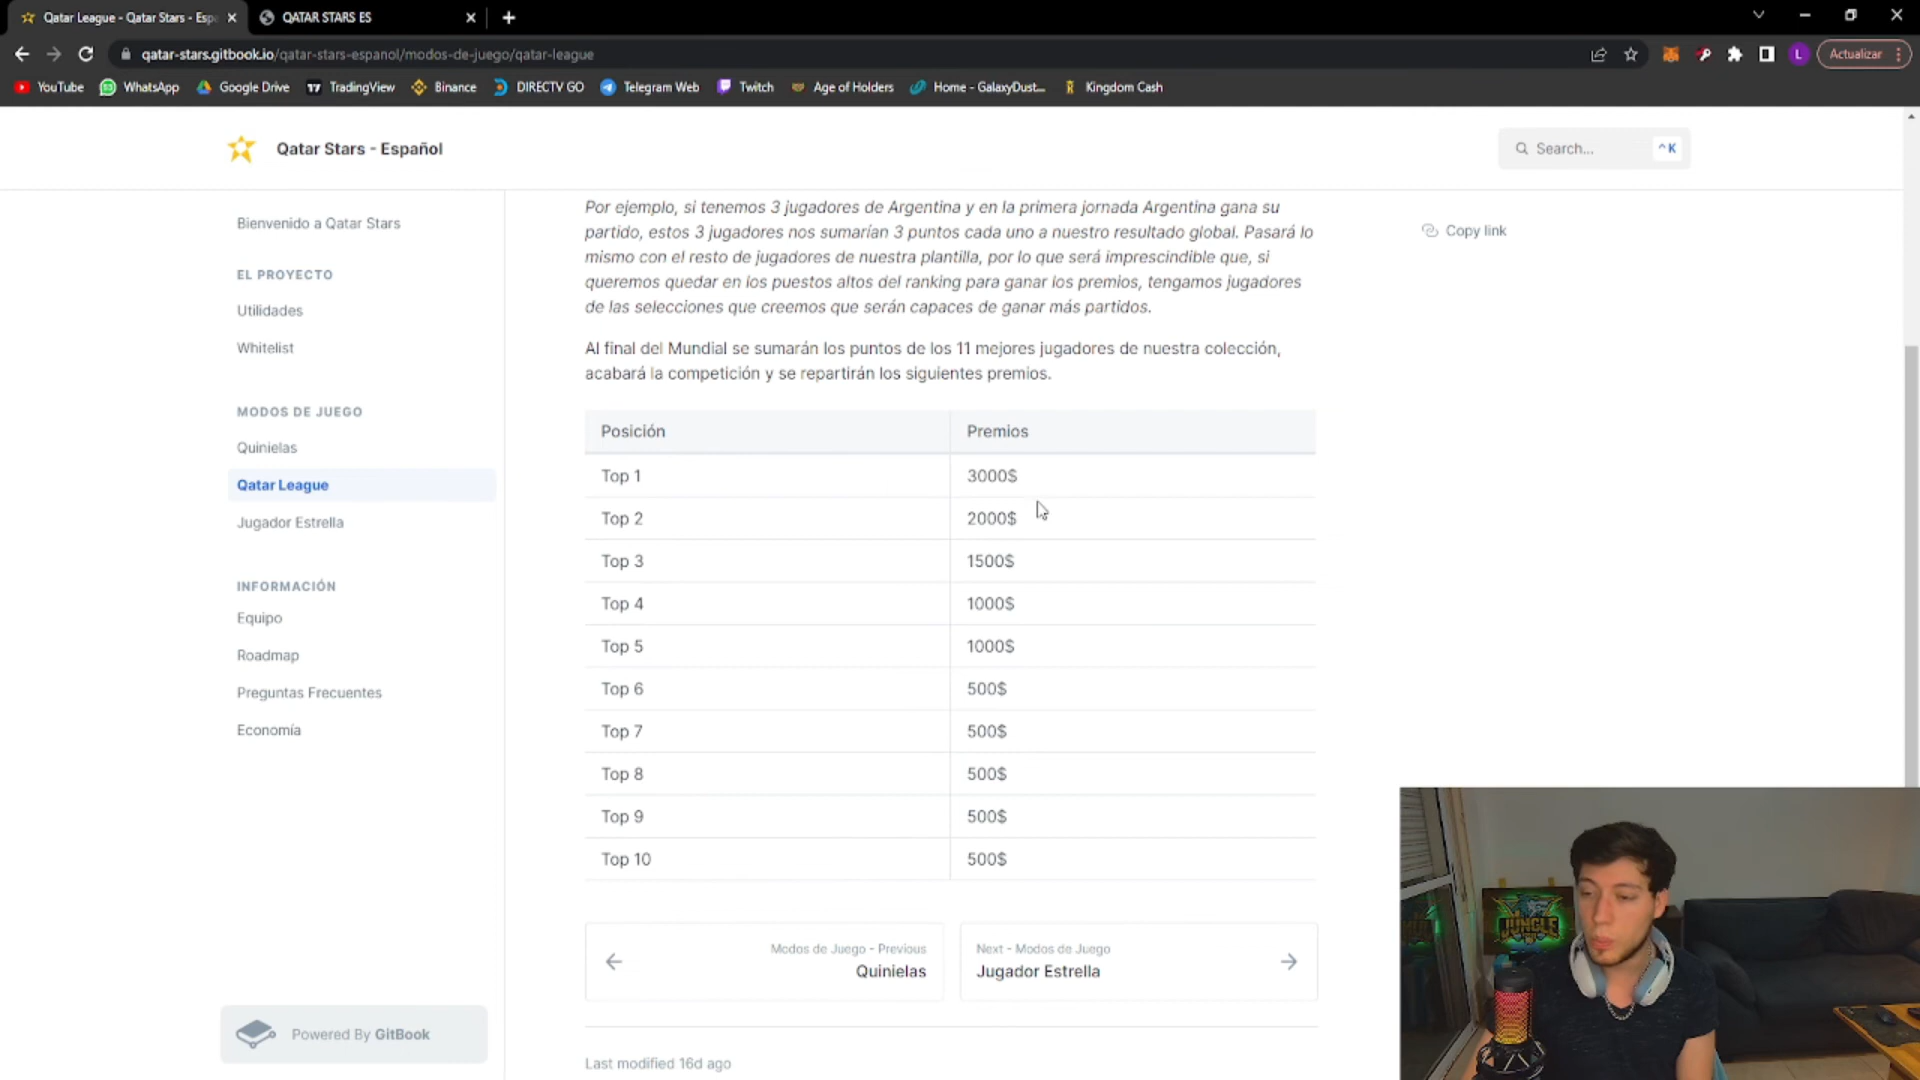 Qatar League - Qatar Stars - Esp
QATAR STARS ES
qatar-stars.gitbook.io/qatar-stars-espanol/modos-de-juego/qatar-league
L
Actualizar
YouTube
WhatsApp
Google Drive
TradingView
Binance
DIRECTV GO
Telegram Web
Twitch
Age of Holders
Home - GalaxyDust...
Kingdom Cash
Qatar Stars - Español
Search...
^K
Bienvenido a Qatar Stars
EL PROYECTO
Utilidades
Whitelist
MODOS DE JUEGO
Quinielas
Qatar League
Jugador Estrella
INFORMACIÓN
Equipo
Roadmap
Preguntas Frecuentes
Economía
Powered By GitBook
Por ejemplo, si tenemos 3 jugadores de Argentina y en la primera jornada Argentina gana su
partido, estos 3 jugadores nos sumarían 3 puntos cada uno a nuestro resultado global. Pasará lo
mismo con el resto de jugadores de nuestra plantilla, por lo que será imprescindible que, si
queremos quedar en los puestos altos del ranking para ganar los premios, tengamos jugadores
de las selecciones que creemos que serán capaces de ganar más partidos.
Al final del Mundial se sumarán los puntos de los 11 mejores jugadores de nuestra colección,
acabará la competición y se repartirán los siguientes premios.
Posición Premios
Top 1 3000$
Top 2 2000$
Top 3 1500$
Top 4 1000$
Top 5 1000$
Top 6 500$
Top 7 500$
Top 8 500$
Top 9 500$
Top 10 500$
Modos de Juego - Previous
Quinielas
Next - Modos de Juego
Jugador Estrella
Last modified 16d ago
Copy link
JUNGLE